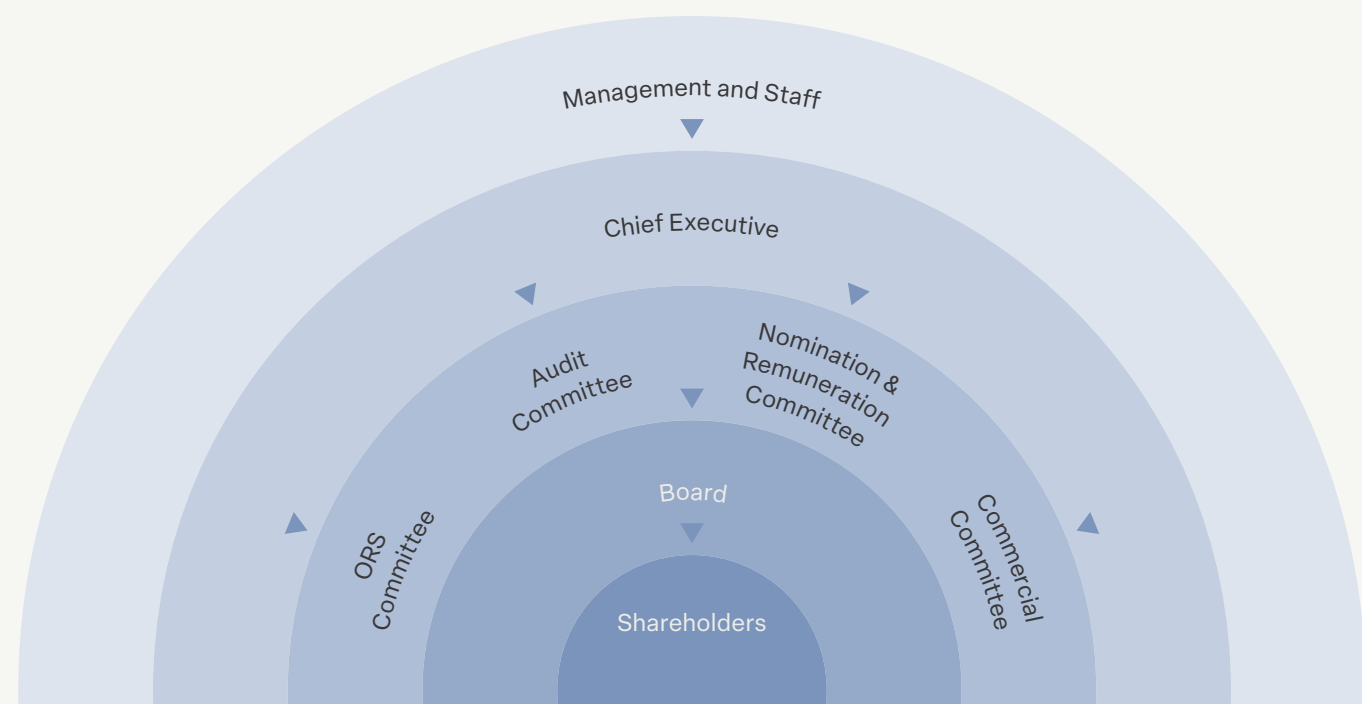 Management and Staff
Chief Executive
Audit
Committee
Nomination &
Remuneration
Committee
ORS
Committee
Commercial
Committee
Board
Shareholders